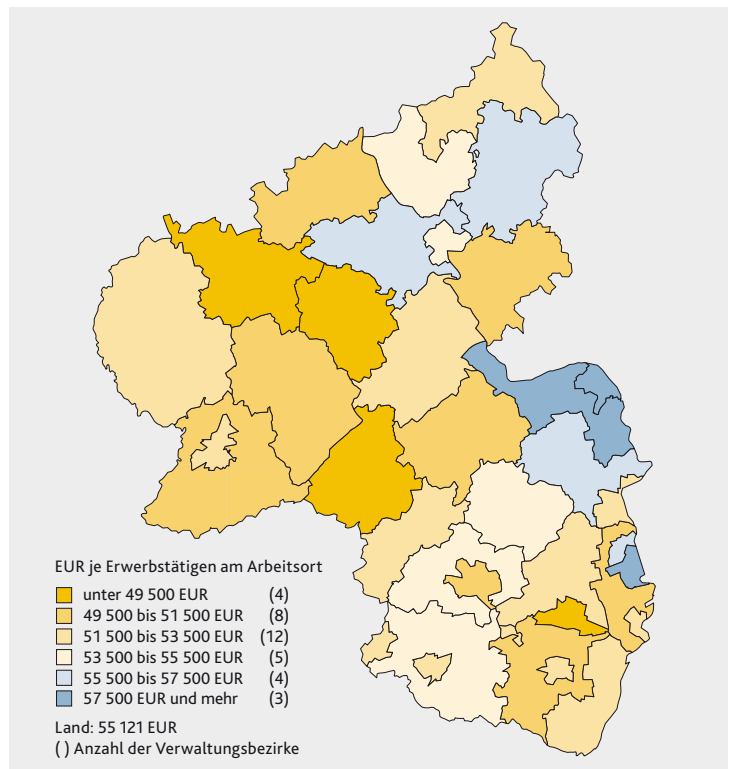 EUR je Erwerbstätigen am Arbeitsort
unter 49 500 EUR (4)
49 500 bis 51 500 EUR (8)
51 500 bis 53 500 EUR (12)
53 500 bis 55 500 EUR (5)
55 500 bis 57 500 EUR (4)
57 500 EUR und mehr (3)
Land: 55 121 EUR
( ) Anzahl der Verwaltungsbezirke